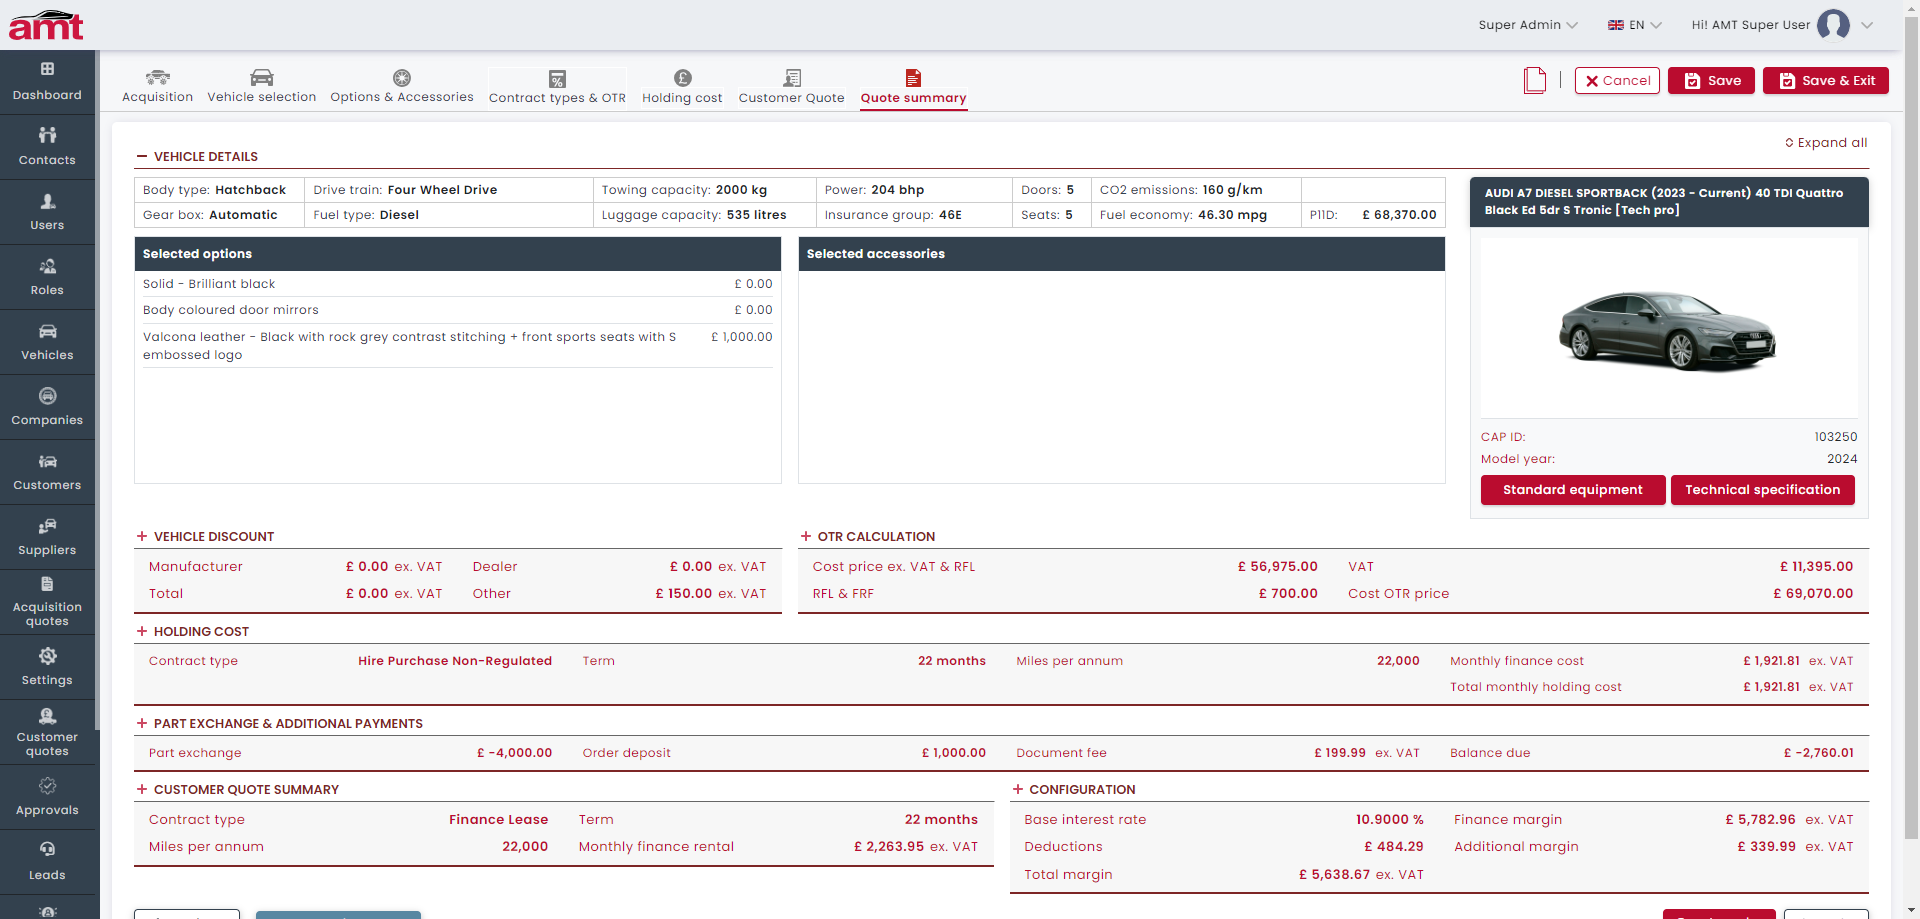 amt
Super Admin
EN
Hi! AMT Super User
Dashboard
Contacts
Users
Roles
Vehicles
Companies
Customers
Suppliers
Acquisition
quotes
Settings
Customer
quotes
Approvals
Leads
Acquisition
Vehicle selection
Options & Accessories
Contract types & OTR
Holding cost
Customer Quote
Quote summary
Cancel
Save
Save & Exit
Expand all
VEHICLE DETAILS
Body type: Hatchback
Drive train: Four Wheel Drive
Towing capacity: 2000 kg
Power: 204 bhp
Doors: 5
CO2 emissions: 160 g/km
Gear box: Automatic
Fuel type: Diesel
Luggage capacity: 535 litres
Insurance group: 46E
Seats: 5
Fuel economy: 46.30 mpg
P11D: £ 68,370.00
Selected options
Solid - Brilliant black £ 0.00
Body coloured door mirrors £ 0.00
Valcona leather - Black with rock grey contrast stitching + front sports seats with S £ 1,000.00
embossed logo
Selected accessories
AUDI A7 DIESEL SPORTBACK (2023 - Current) 40 TDI Quattro
Black Ed 5dr S Tronic [Tech pro]
CAP ID: 103250
Model year: 2024
Standard equipment
Technical specification
VEHICLE DISCOUNT
Manufacturer £ 0.00 ex. VAT Dealer £ 0.00 ex. VAT
Total £ 0.00 ex. VAT Other £ 150.00 ex. VAT
OTR CALCULATION
Cost price ex. VAT & RFL £ 56,975.00 VAT £ 11,395.00
RFL & FRF £ 700.00 Cost OTR price £ 69,070.00
HOLDING COST
Contract type Hire Purchase Non-Regulated Term 22 months Miles per annum 22,000 Monthly finance cost £ 1,921.81 ex. VAT
Total monthly holding cost £ 1,921.81 ex. VAT
PART EXCHANGE & ADDITIONAL PAYMENTS
Part exchange £ -4,000.00 Order deposit £ 1,000.00 Document fee £ 199.99 ex. VAT Balance due £ -2,760.01
CUSTOMER QUOTE SUMMARY
Contract type Finance Lease Term 22 months
Miles per annum 22,000 Monthly finance rental £ 2,263.95 ex. VAT
CONFIGURATION
Base interest rate 10.9000 % Finance margin £ 5,782.96 ex. VAT
Deductions £ 484.29 Additional margin £ 339.99 ex. VAT
Total margin £ 5,638.67 ex. VAT